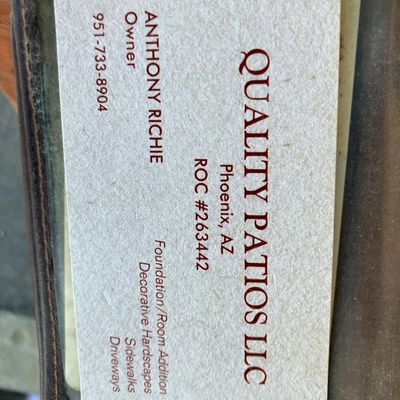 QUALITY PATIOS LLC
Phoenix, AZ
ROC #263442
ANTHONY RICHIE
Owner
951-733-8904
Foundation/Room Addition
Decorative Hardscapes
Sidewalks
Driveways